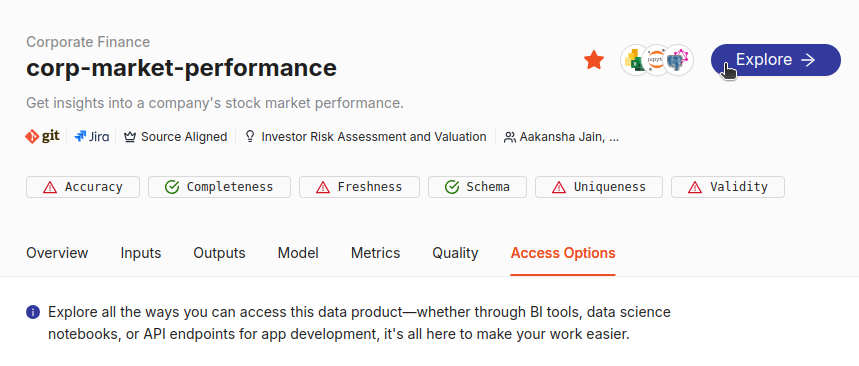 Corporate Finance
corp-market-performance
Explore →
Get insights into a company's stock market performance.
git Jira Source Aligned Investor Risk Assessment and Valuation Aakansha Jain, ...
Accuracy Completeness Freshness Schema Uniqueness Validity
Overview Inputs Outputs Model Metrics Quality Access Options
Explore all the ways you can access this data product—whether through BI tools, data science
notebooks, or API endpoints for app development, it's all here to make your work easier.